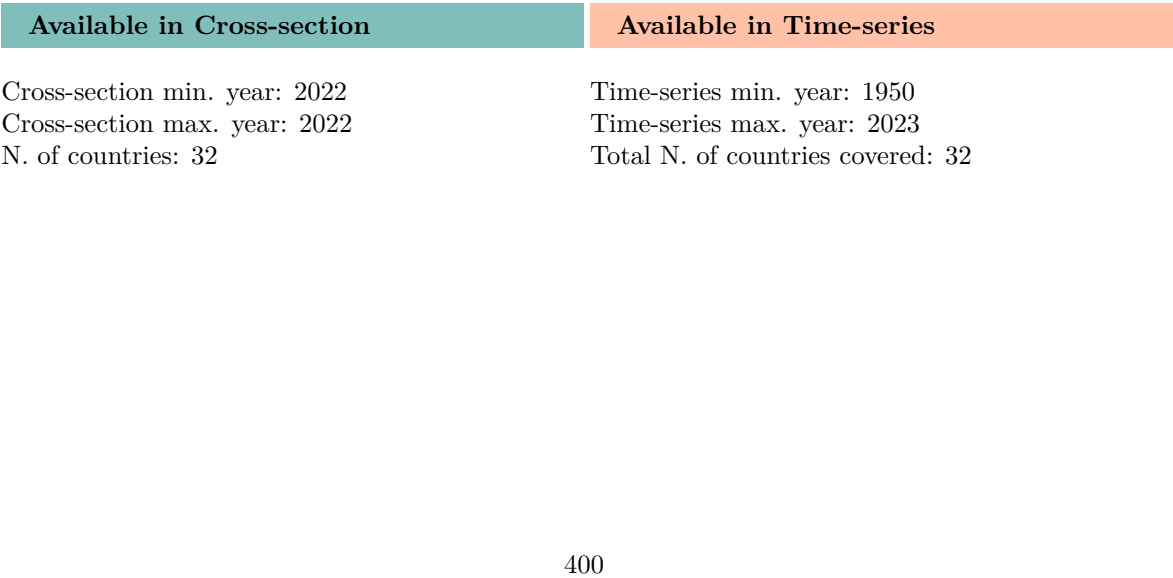 Available in Cross-section
Cross-section min. year: 2022
Cross-section max. year: 2022
N. of countries: 32
Available in Time-series
Time-series min. year: 1950
Time-series max. year: 2023
Total N. of countries covered: 32
400